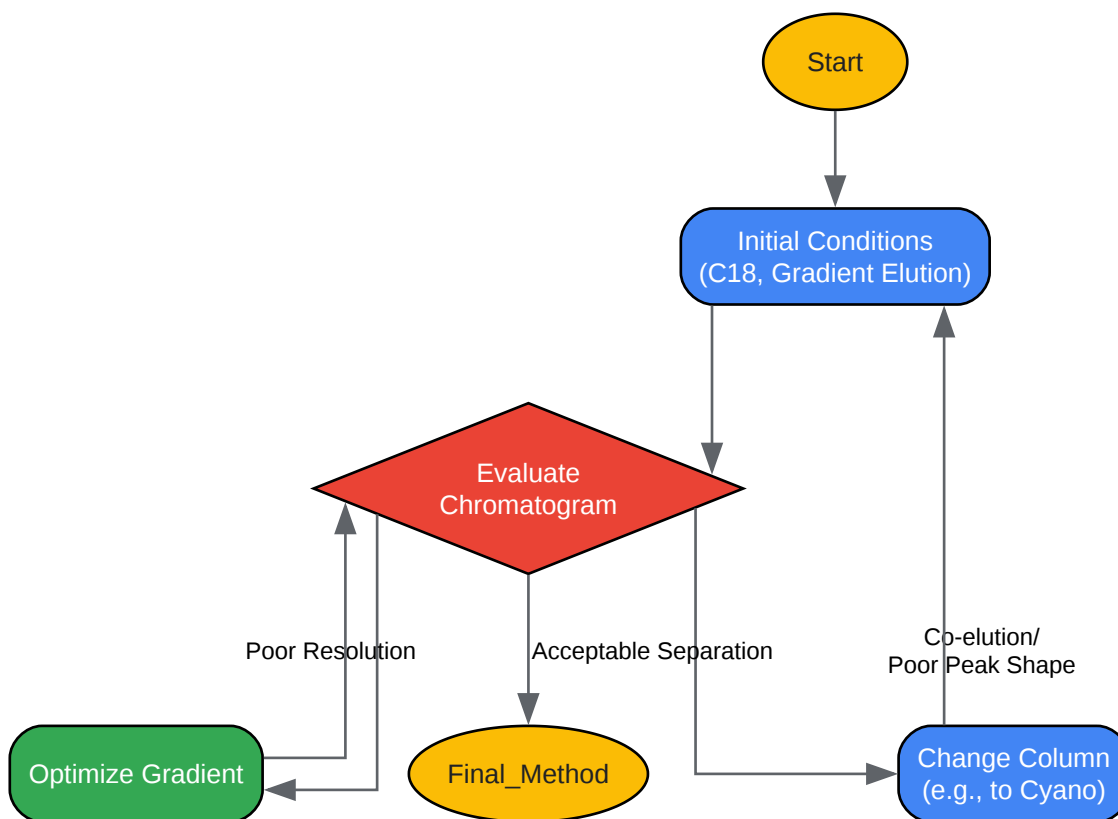 Start
Initial Conditions
(C18, Gradient Elution)
Evaluate
Chromatogram
Poor Resolution
Acceptable Separation
Co-elution/
Poor Peak Shape
Optimize Gradient
Final_Method
Change Column
(e.g., to Cyano)